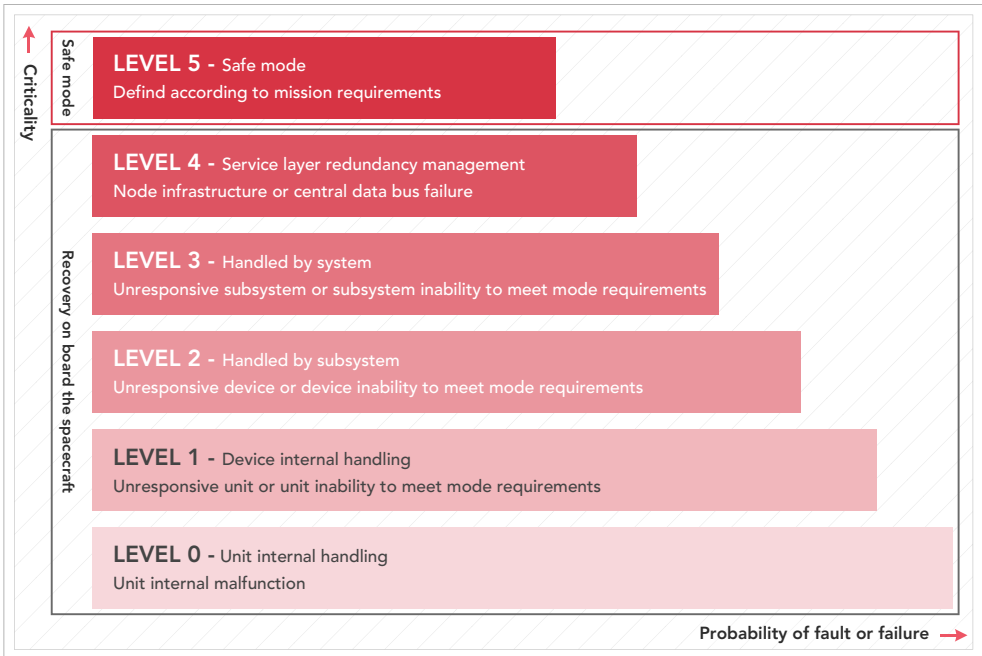 Criticality
Safe mode
LEVEL 5 - Safe mode
Defind according to mission requirements
Recovery on board the spacecraft
LEVEL 4 - Service layer redundancy management
Node infrastructure or central data bus failure
LEVEL 3 - Handled by system
Unresponsive subsystem or subsystem inability to meet mode requirements
LEVEL 2 - Handled by subsystem
Unresponsive device or device inability to meet mode requirements
LEVEL 1 - Device internal handling
Unresponsive unit or unit inability to meet mode requirements
LEVEL 0 - Unit internal handling
Unit internal malfunction
Probability of fault or failure